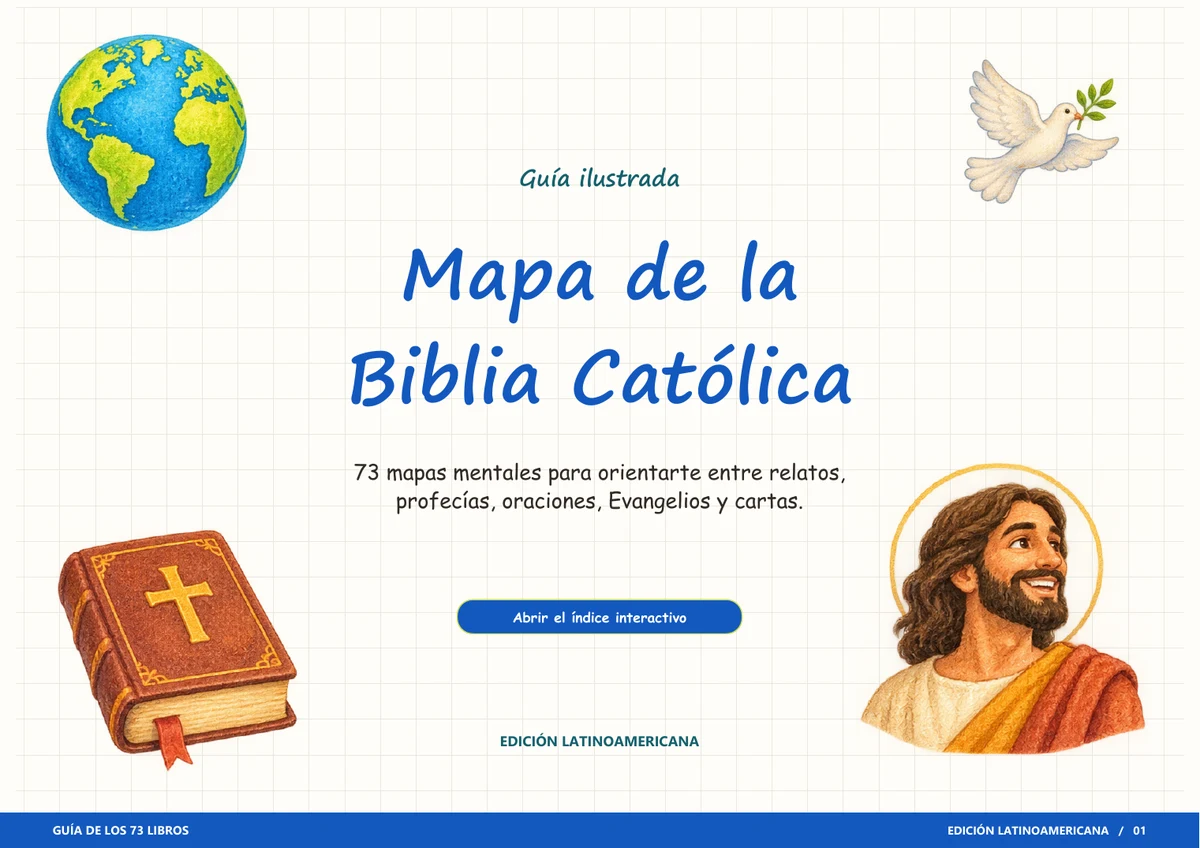 Guía ilustrada
Mapa de la
Biblia Católica
73 mapas mentales para orientarte entre relatos,
profecías, oraciones, Evangelios y cartas.
Abrir el índice interactivo
EDICIÓN LATINOAMERICANA
GUÍA DE LOS 73 LIBROS
EDICIÓN LATINOAMERICANA / 01